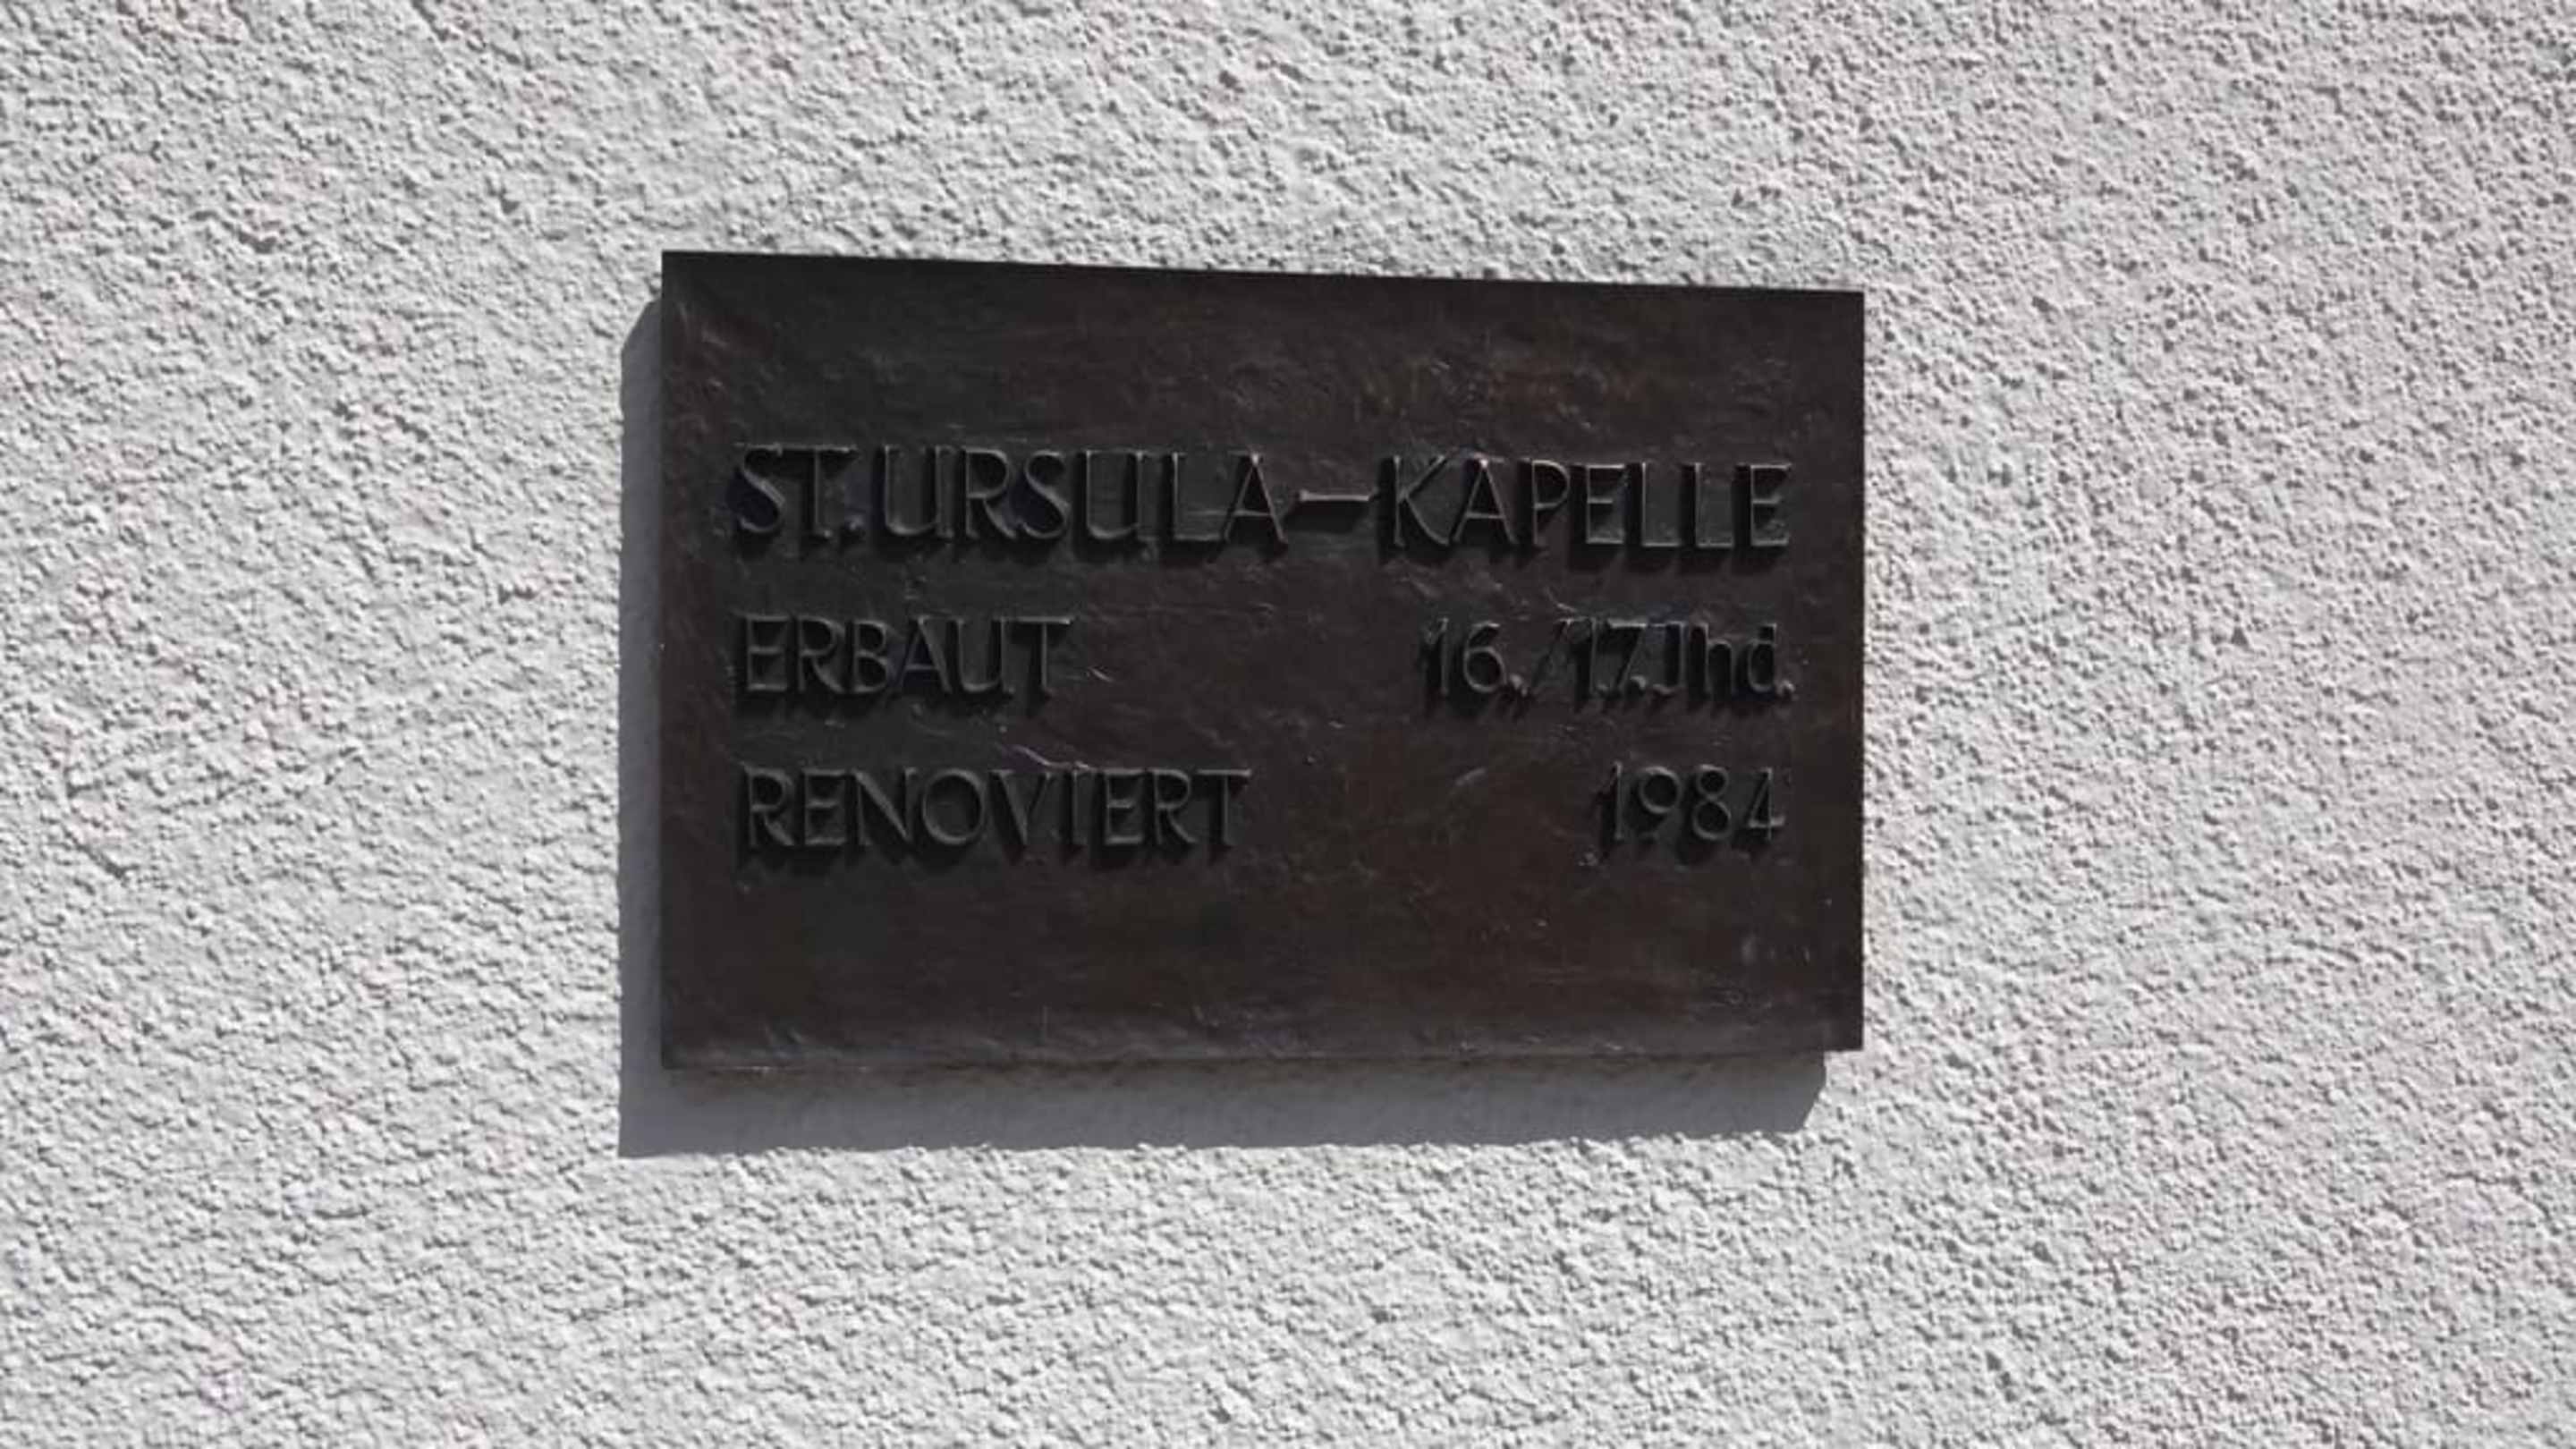 ST. URSULA-KAPELLE
ERBAUT 16./17. Jhd.
RENOVIERT 1984